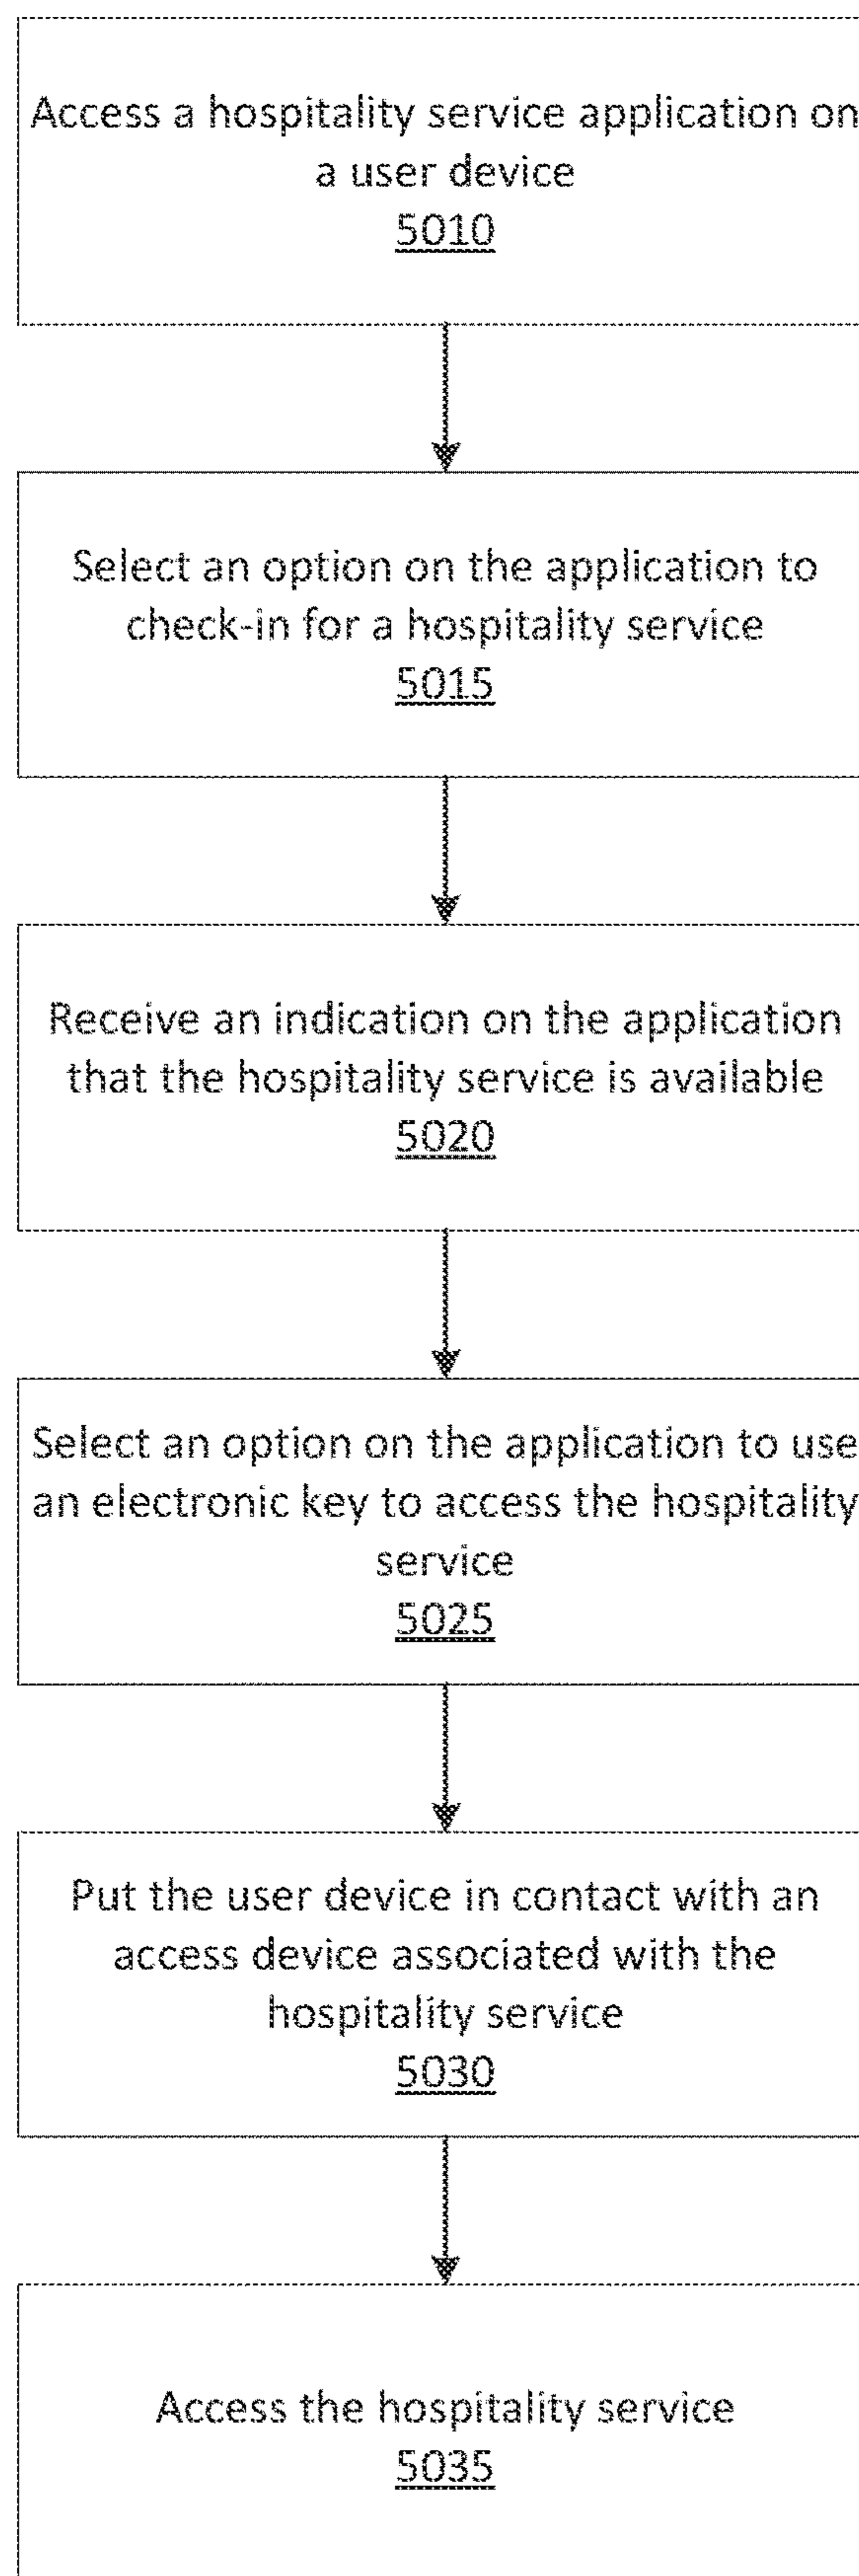 Access a hospitality service application on
a user device
5010
Select an option on the application to
check-in for a hospitality service
5015
Receive an indication on the application
that the hospitality service is available
5020
Select an option on the application to use
an electronic key to access the hospitality
service
5025
Put the user device in contact with an
access device associated with the
hospitality service
5030
Access the hospitality service
5035